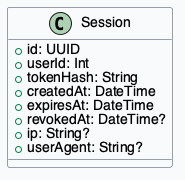 C Session
id: UUID
userId: Int
tokenHash: String
createdAt: DateTime
expiresAt: DateTime
revokedAt: DateTime?
ip: String?
userAgent: String?